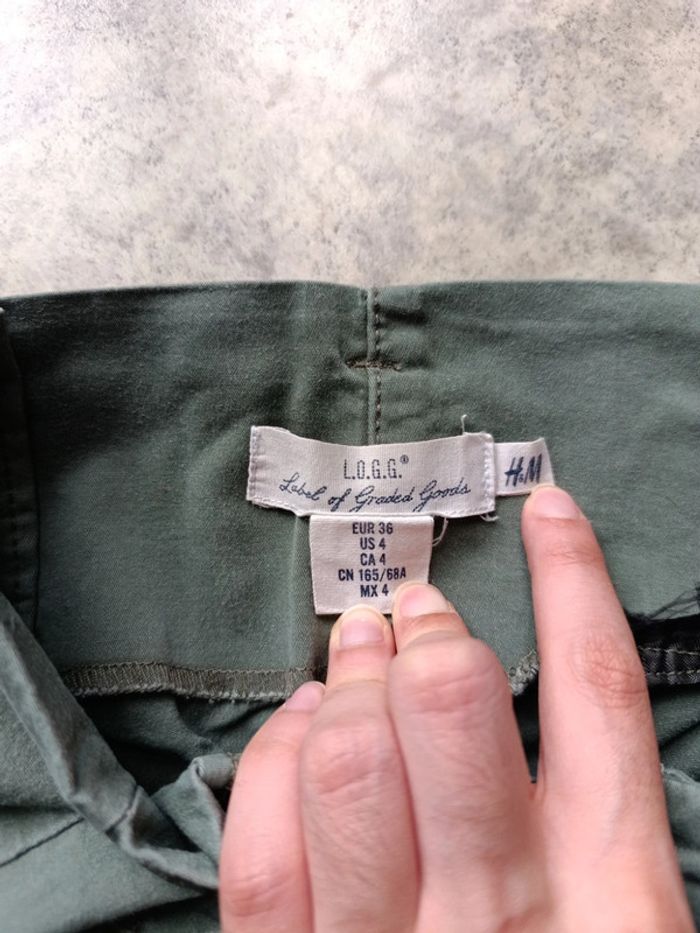 L.O.G.G.®
Label of Graded Goods
H&M
EUR 36
US 4
CA 4
CN 165/68A
MX 4